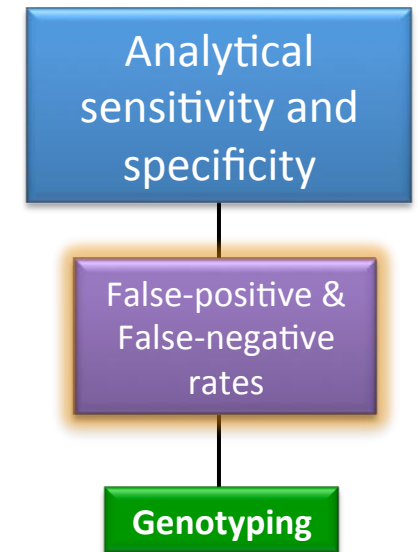 Analytical
sensitivity and
specificity
False-positive &
False-negative
rates
Genotyping